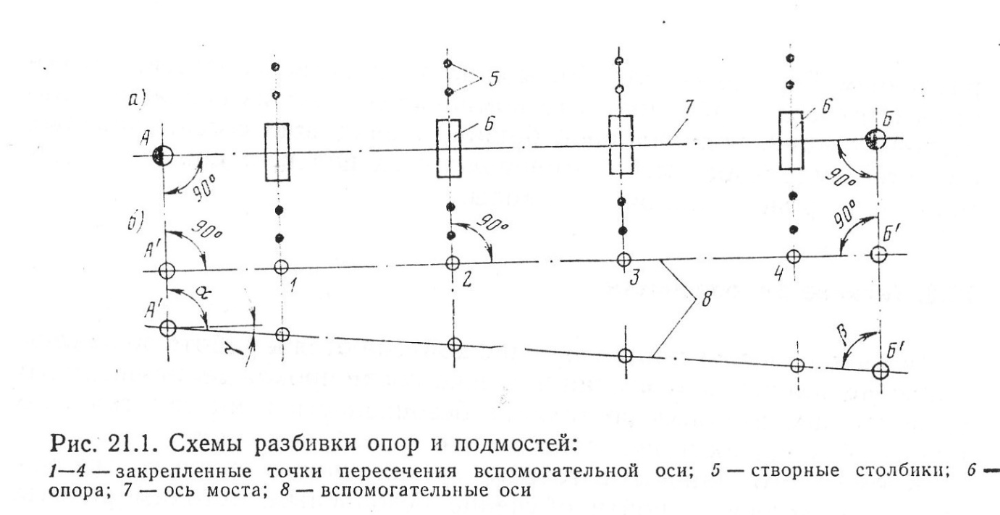 а)
5
А
6
7
6
Б
90°
90°
б)
90°
90°
90°
А'
Б'
1
2
3
4
А'
α
γ
8
β
Б'
Рис. 21.1. Схемы разбивки опор и подмостей:
1—4 — закрепленные точки пересечения вспомогательной оси; 5 — створные столбики; 6 —
опора; 7 — ось моста; 8 — вспомогательные оси